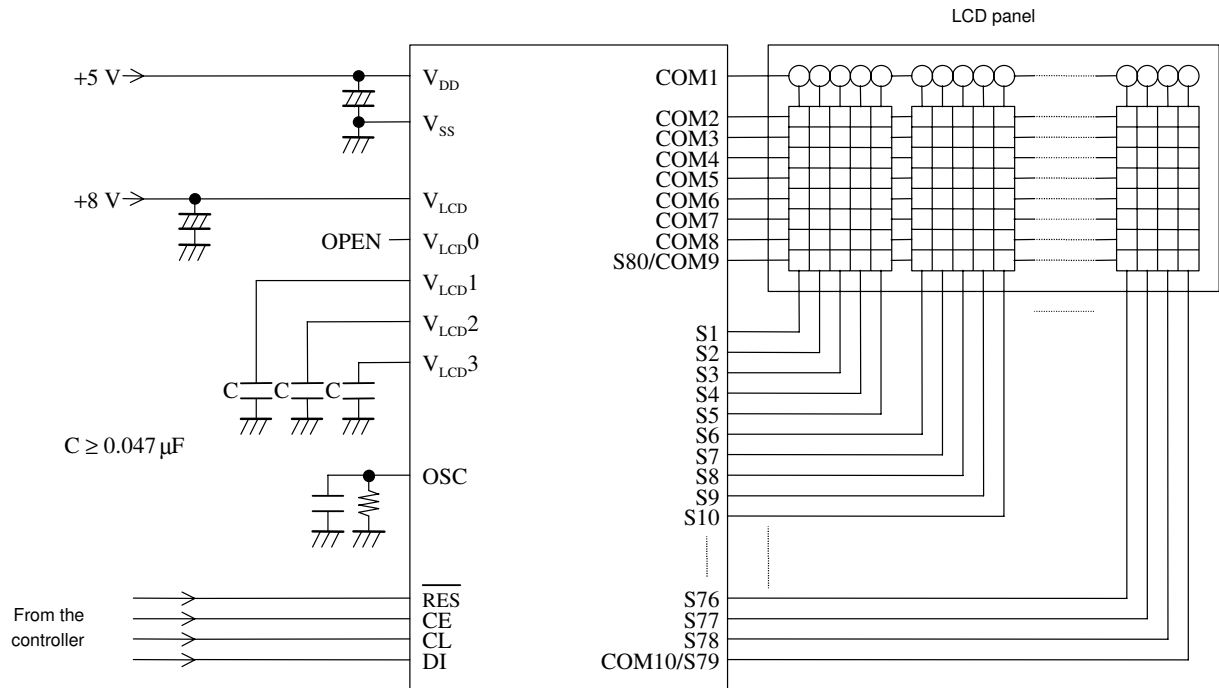 LCD panel
+5 V
+8 V
OPEN
C
C
C
C ≥ 0.047 μF
From the
controller
VDD
VSS
VLCD
VLCD0
VLCD1
VLCD2
VLCD3
OSC
RES
CE
CL
DI
COM1
COM2
COM3
COM4
COM5
COM6
COM7
COM8
S80/COM9
S1
S2
S3
S4
S5
S6
S7
S8
S9
S10
S76
S77
S78
COM10/S79